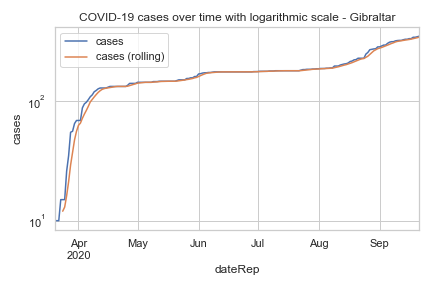 COVID-19 cases over time with logarithmic scale - Gibraltar
cases
cases (rolling)
10²
10¹
cases
Apr
2020
May
Jun
Jul
Aug
Sep
dateRep